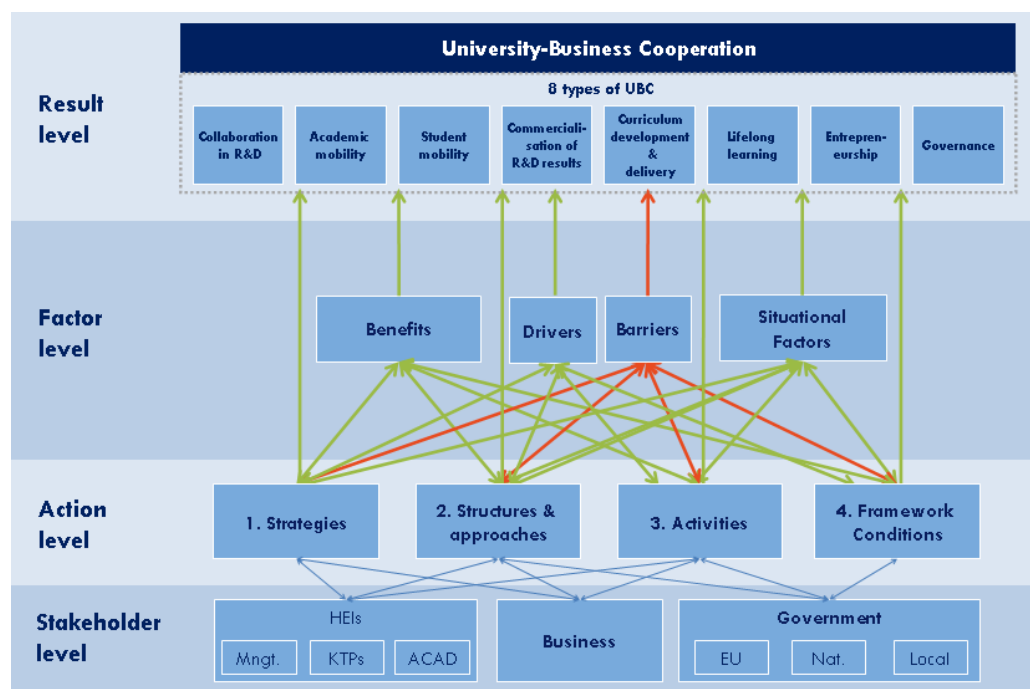 University-Business Cooperation
8 types of UBC
Result
level
Collaboration
in R&D
Academic
mobility
Student
mobility
Commerciali-
sation of
R&D results
Curriculum
development
&
delivery
Lifelong
learning
Entrepren-
eurship
Governance
Factor
level
Benefits
Drivers
Barriers
Situational
Factors
Action
level
1. Strategies
2. Structures &
approaches
3. Activities
4. Framework
Conditions
Stakeholder
level
HEIs
Mngt.
KTPs
ACAD
Business
Government
EU
Nat.
Local